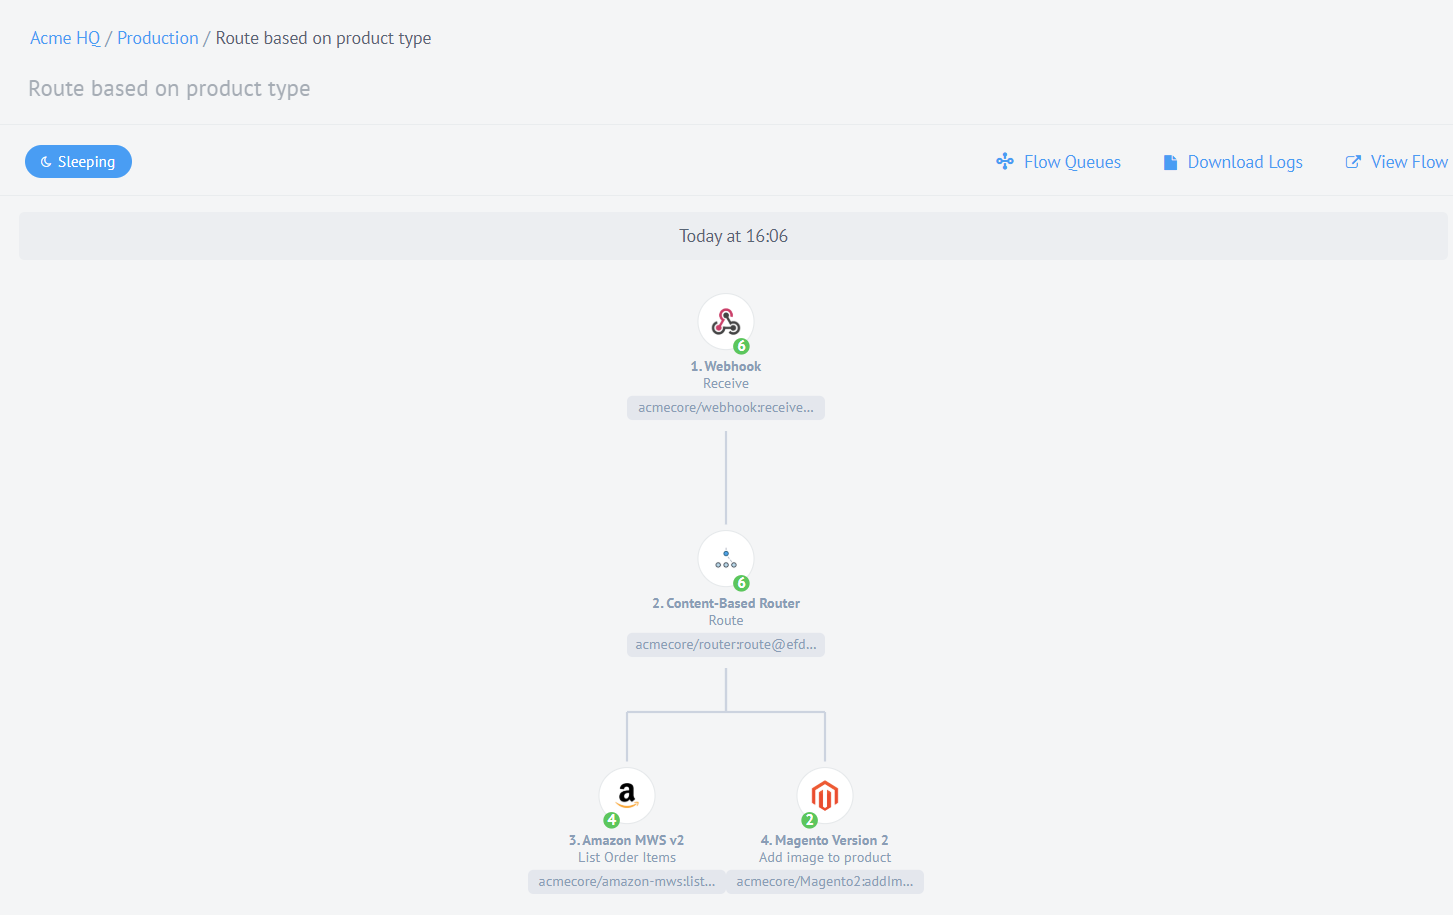 Acme HQ / Production / Route based on product type
Route based on product type
Sleeping
Flow Queues
Download Logs
View Flow
Today at 16:06
6
1. Webhook
Receive
acmecore/webhook:receive...
6
2. Content-Based Router
Route
acmecore/router:route@efd...
a
4
3. Amazon MWS v2
List Order Items
acmecore/amazon-mws:list...
2
4. Magento Version 2
Add image to product
acmecore/Magento2:addIm...